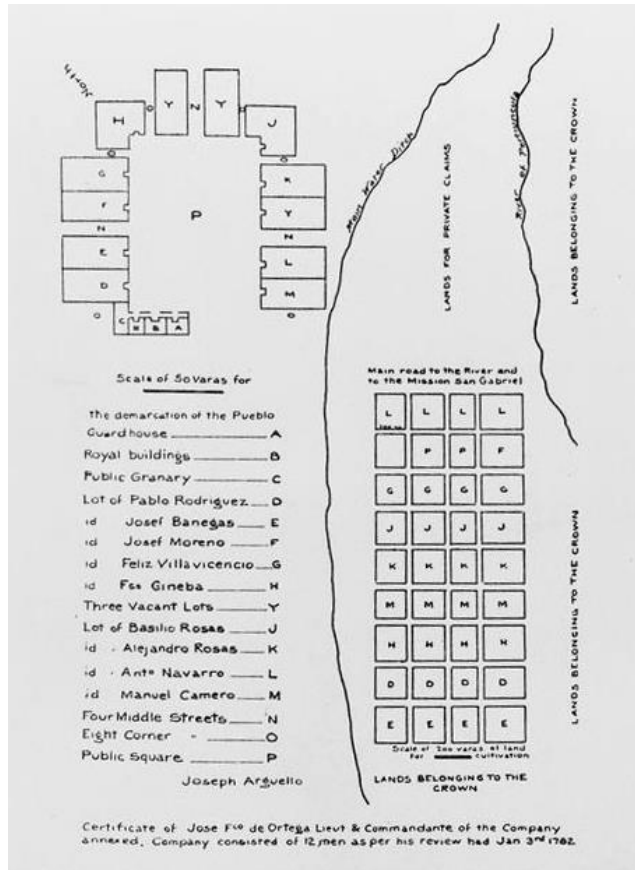 North
H O Y N Y O J
O O
G K
F Y
N P N
E L
D M
O C N B A O
Main Water Ditch
LANDS FOR PRIVATE CLAIMS
River of
LANDS BELONGING TO THE CROWN
Scale of 50 Varas for
the demarcation of the Pueblo
Guardhouse A
Royal buildings B
Public Granary C
Lot of Pablo Rodriguez D
id Josef Banegas E
id Josef Moreno F
id Feliz Villavicencio G
id Fco Gineba H
Three Vacant Lots Y
Lot of Basilio Rosas J
id . Alejandro Rosas K
id . Anto Navarro L
id Manuel Camero M
Four Middle Streets N
Eight Corner " O
Public Square P
Joseph Arguello
Main road to the River and
to the Mission San Gabriel
L L L L
P P F
G G G G
J J J J
K K K K
M M M M
H H H H
D D D D
E E E E
Scale of 200 varas of land
for cultivation
LANDS BELONGING TO THE
CROWN
LANDS BELONGING TO THE CROWN
Certificate of Jose Fco de Ortega Lieut & Commandante of the Company
annexed. Company consisted of 12 men as per his review had Jan 3rd 1782